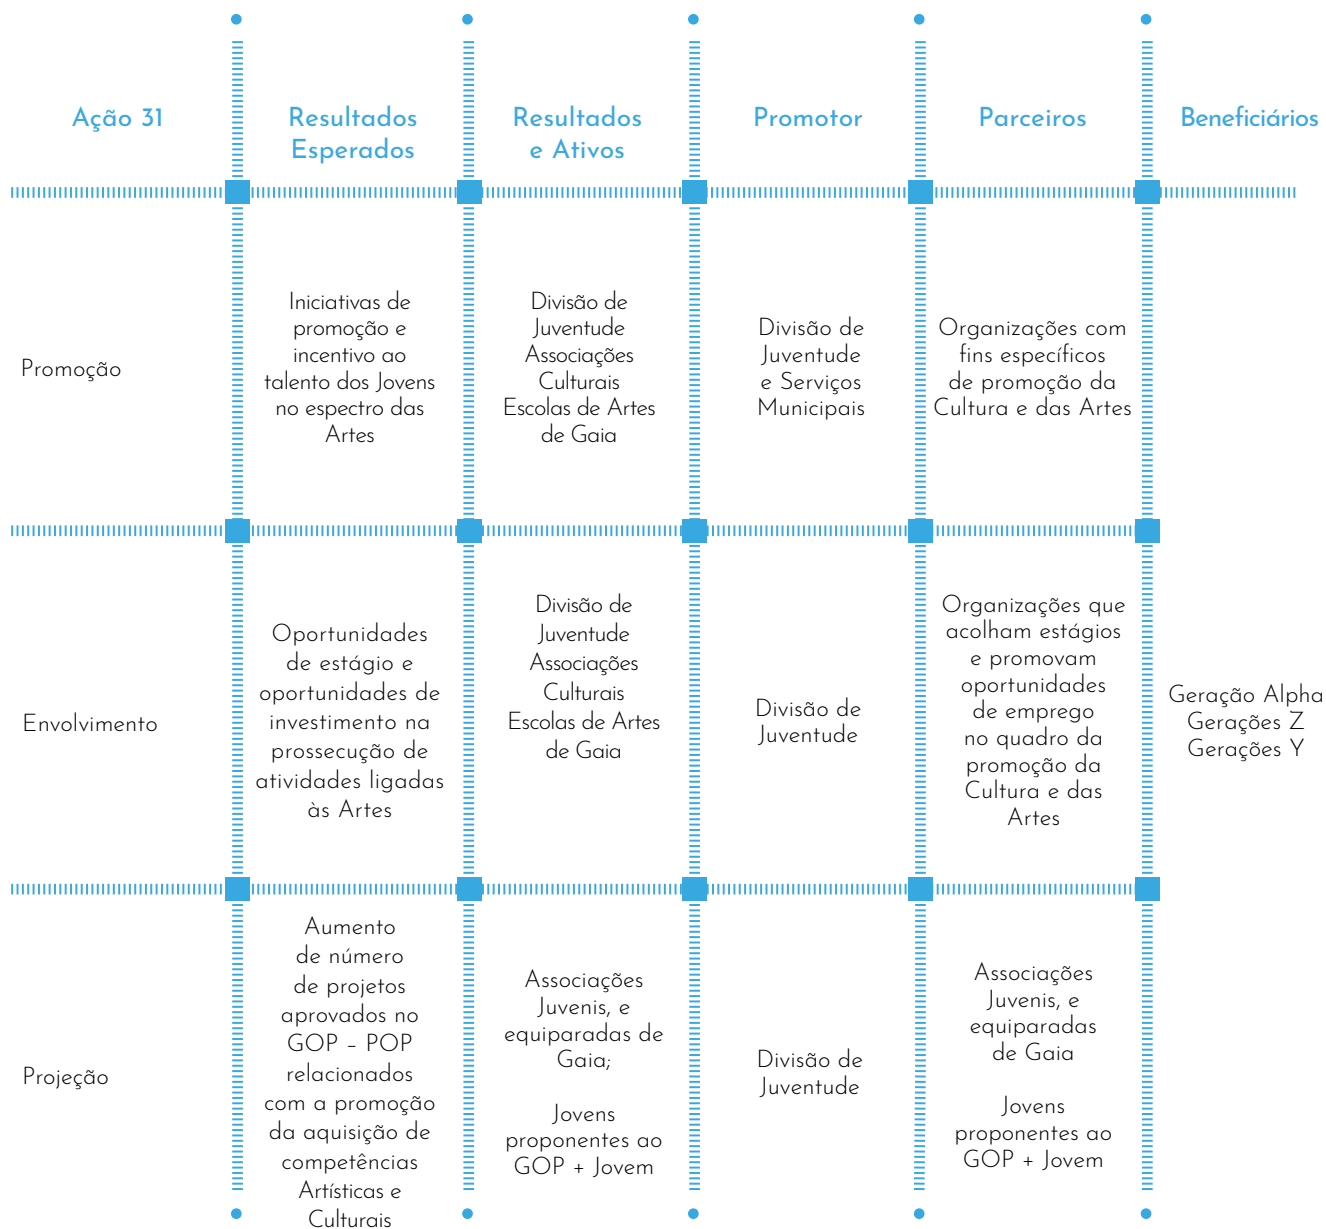 Ação 31
Resultados
Esperados
Resultados
e Ativos
Promotor
Parceiros
Beneficiários
Promoção
Iniciativas de
promoção e
incentivo ao
talento dos Jovens
no espectro das
Artes
Divisão de
Juventude
Associações
Culturais
Escolas de Artes
de Gaia
Divisão de
Juventude
e Serviços
Municipais
Organizações com
fins específicos
de promoção da
Cultura e das Artes
Envolvimento
Oportunidades
de estágio e
oportunidades de
investimento na
prossecução de
atividades ligadas
às Artes
Divisão de
Juventude
Associações
Culturais
Escolas de Artes
de Gaia
Divisão de
Juventude
Organizações que
acolham estágios
e promovam
oportunidades
de emprego
no quadro da
promoção da
Cultura e das
Artes
Geração Alpha
Gerações Z
Gerações Y
Projeção
Aumento
de número
de projetos
aprovados no
GOP – POP
relacionados
com a promoção
da aquisição de
competências
Artísticas e
Culturais
Associações
Juvenis, e
equiparadas de
Gaia;
Jovens
proponentes ao
GOP + Jovem
Divisão de
Juventude
Associações
Juvenis, e
equiparadas
de Gaia
Jovens
proponentes ao
GOP + Jovem